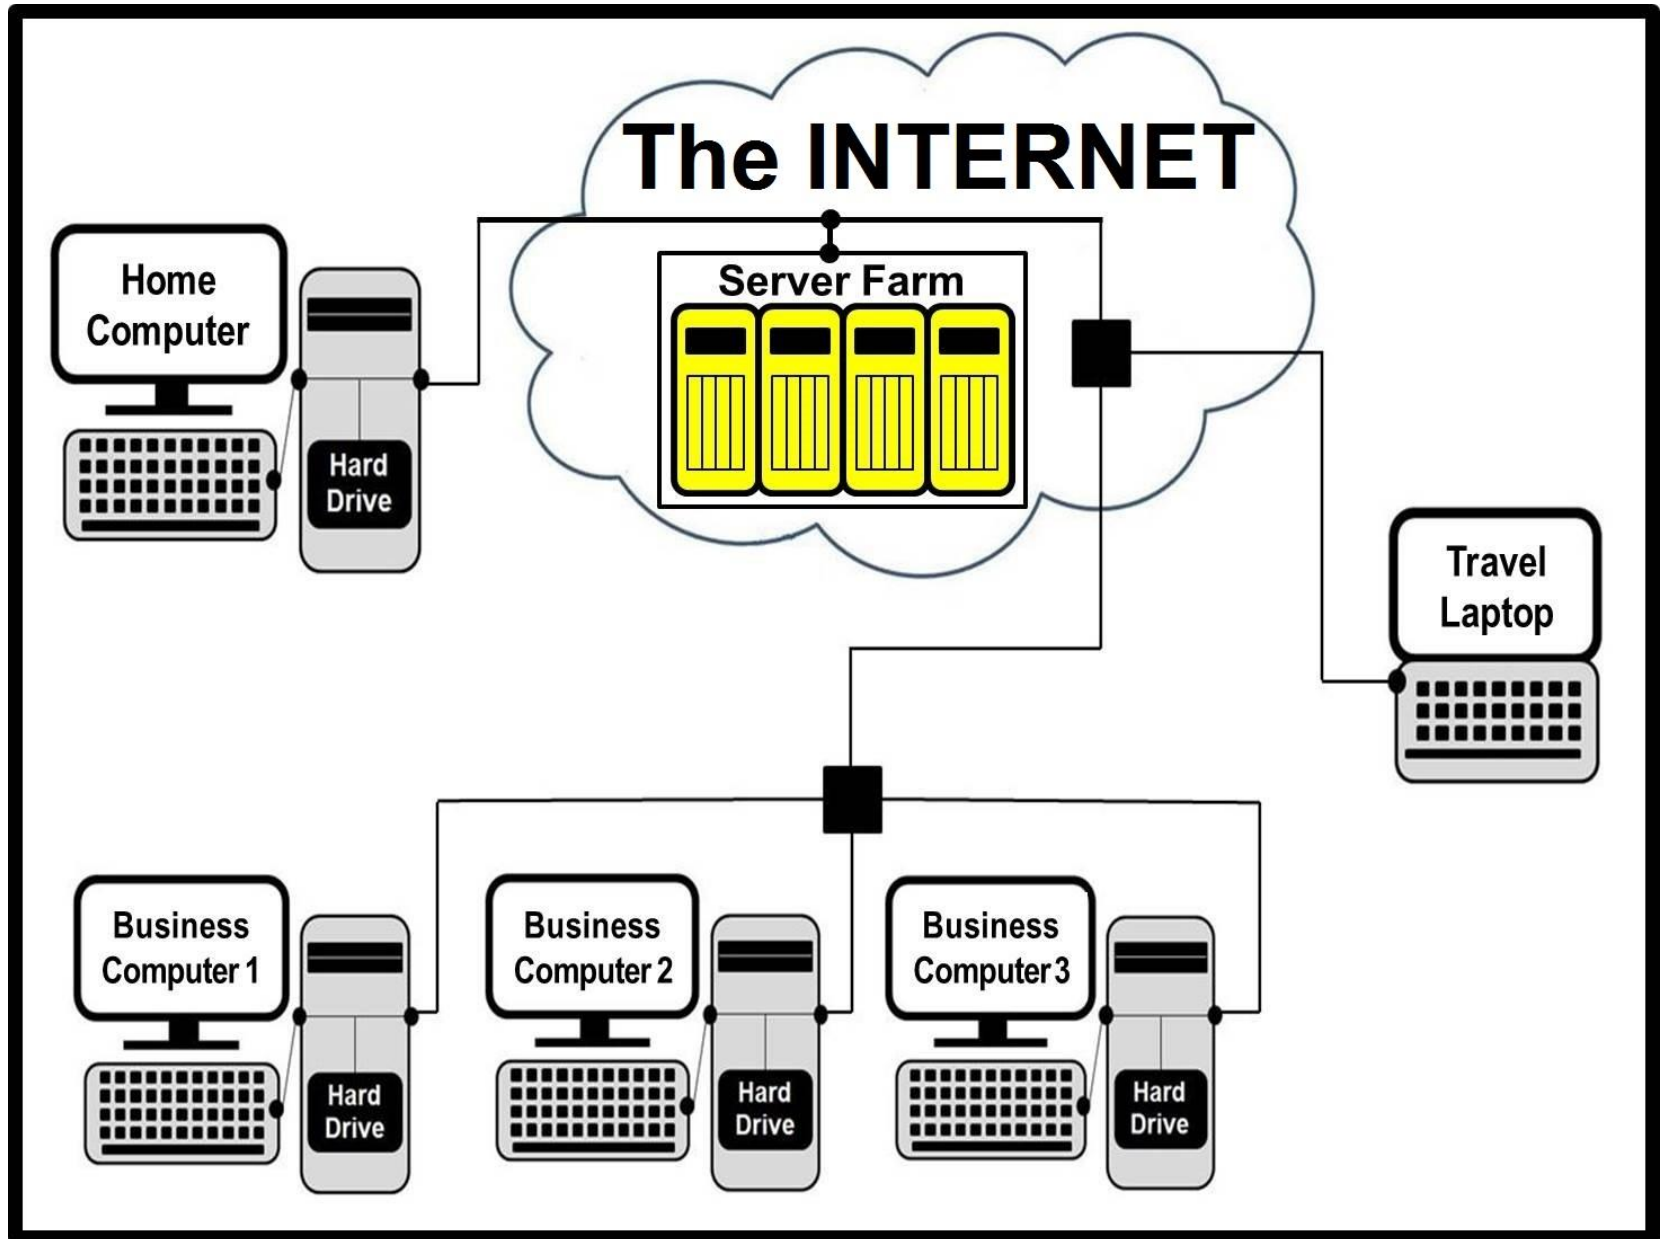 The INTERNET
Server Farm
Home
Computer
Hard
Drive
Travel
Laptop
Business
Computer 1
Hard
Drive
Business
Computer 2
Hard
Drive
Business
Computer 3
Hard
Drive